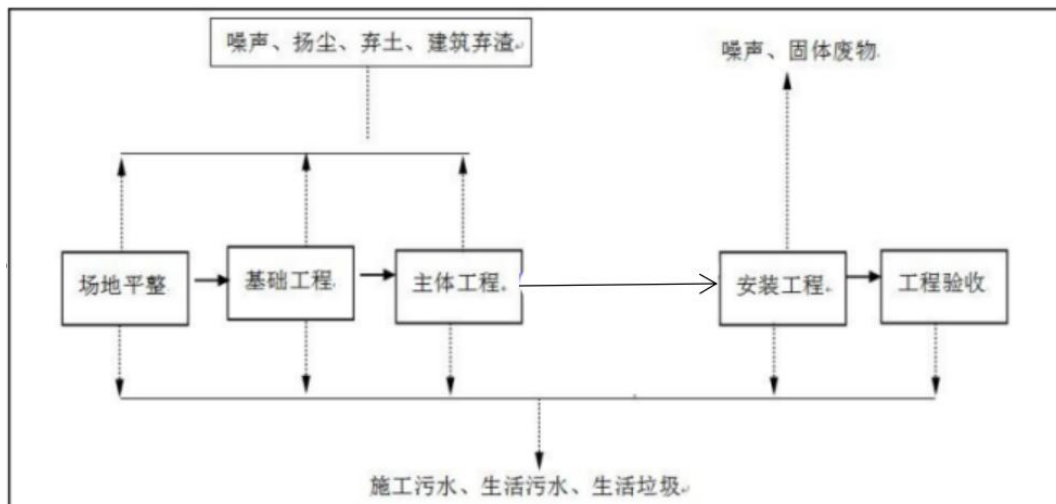 噪声、扬尘、弃土、建筑弃渣
噪声、固体废物
场地平整
基础工程
主体工程
安装工程
工程验收
施工污水、生活污水、生活垃圾